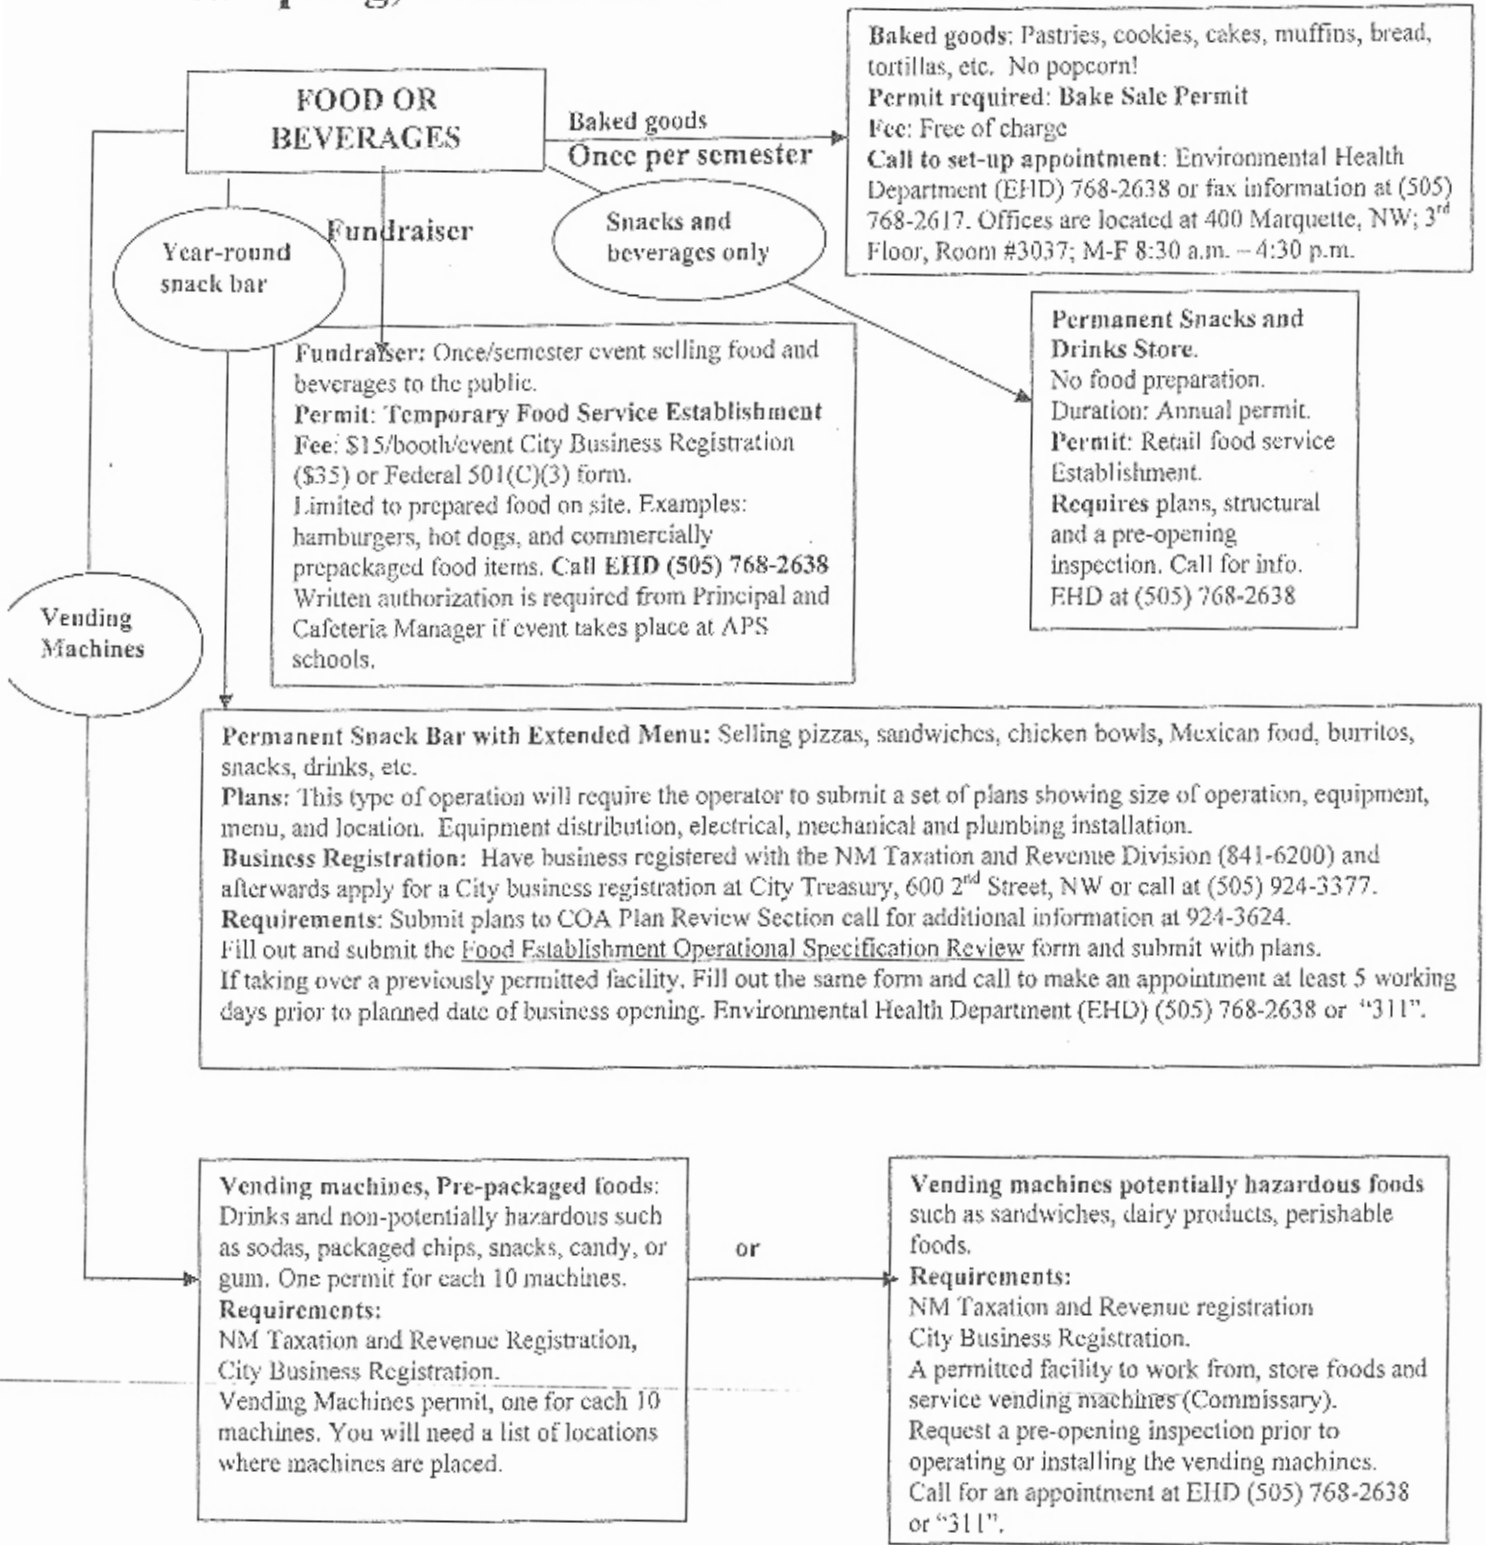 FOOD OR
BEVERAGES
Baked goods
Once per semester
Baked goods: Pastries, cookies, cakes, muffins, bread,
tortillas, etc. No popcorn!
Permit required: Bake Sale Permit
Fee: Free of charge
Call to set-up appointment: Environmental Health
Department (EHD) 768-2638 or fax information at (505)
768-2617. Offices are located at 400 Marquette, NW; 3rd
Floor, Room #3037; M-F 8:30 a.m. – 4:30 p.m.
Year-round
snack bar
Fundraiser
Snacks and
beverages only
Permanent Snacks and
Drinks Store.
No food preparation.
Duration: Annual permit.
Permit: Retail food service
Establishment.
Requires plans, structural
and a pre-opening
inspection. Call for info.
EHD at (505) 768-2638
Fundraiser: Once/semester event selling food and
beverages to the public.
Permit: Temporary Food Service Establishment
Fee: $15/booth/event City Business Registration
($35) or Federal 501(C)(3) form.
Limited to prepared food on site. Examples:
hamburgers, hot dogs, and commercially
prepackaged food items. Call EHD (505) 768-2638
Written authorization is required from Principal and
Cafeteria Manager if event takes place at APS
schools.
Vending
Machines
Permanent Snack Bar with Extended Menu: Selling pizzas, sandwiches, chicken bowls, Mexican food, burritos,
snacks, drinks, etc.
Plans: This type of operation will require the operator to submit a set of plans showing size of operation, equipment,
menu, and location. Equipment distribution, electrical, mechanical and plumbing installation.
Business Registration: Have business registered with the NM Taxation and Revenue Division (841-6200) and
afterwards apply for a City business registration at City Treasury, 600 2nd Street, NW or call at (505) 924-3377.
Requirements: Submit plans to COA Plan Review Section call for additional information at 924-3624.
Fill out and submit the Food Establishment Operational Specification Review form and submit with plans.
If taking over a previously permitted facility. Fill out the same form and call to make an appointment at least 5 working
days prior to planned date of business opening. Environmental Health Department (EHD) (505) 768-2638 or "311".
Vending machines, Pre-packaged foods:
Drinks and non-potentially hazardous such
as sodas, packaged chips, snacks, candy, or
gum. One permit for each 10 machines.
Requirements:
NM Taxation and Revenue Registration,
City Business Registration.
Vending Machines permit, one for each 10
machines. You will need a list of locations
where machines are placed.
or
Vending machines potentially hazardous foods
such as sandwiches, dairy products, perishable
foods.
Requirements:
NM Taxation and Revenue registration
City Business Registration.
A permitted facility to work from, store foods and
service vending machines (Commissary).
Request a pre-opening inspection prior to
operating or installing the vending machines.
Call for an appointment at EHD (505) 768-2638
or "311".